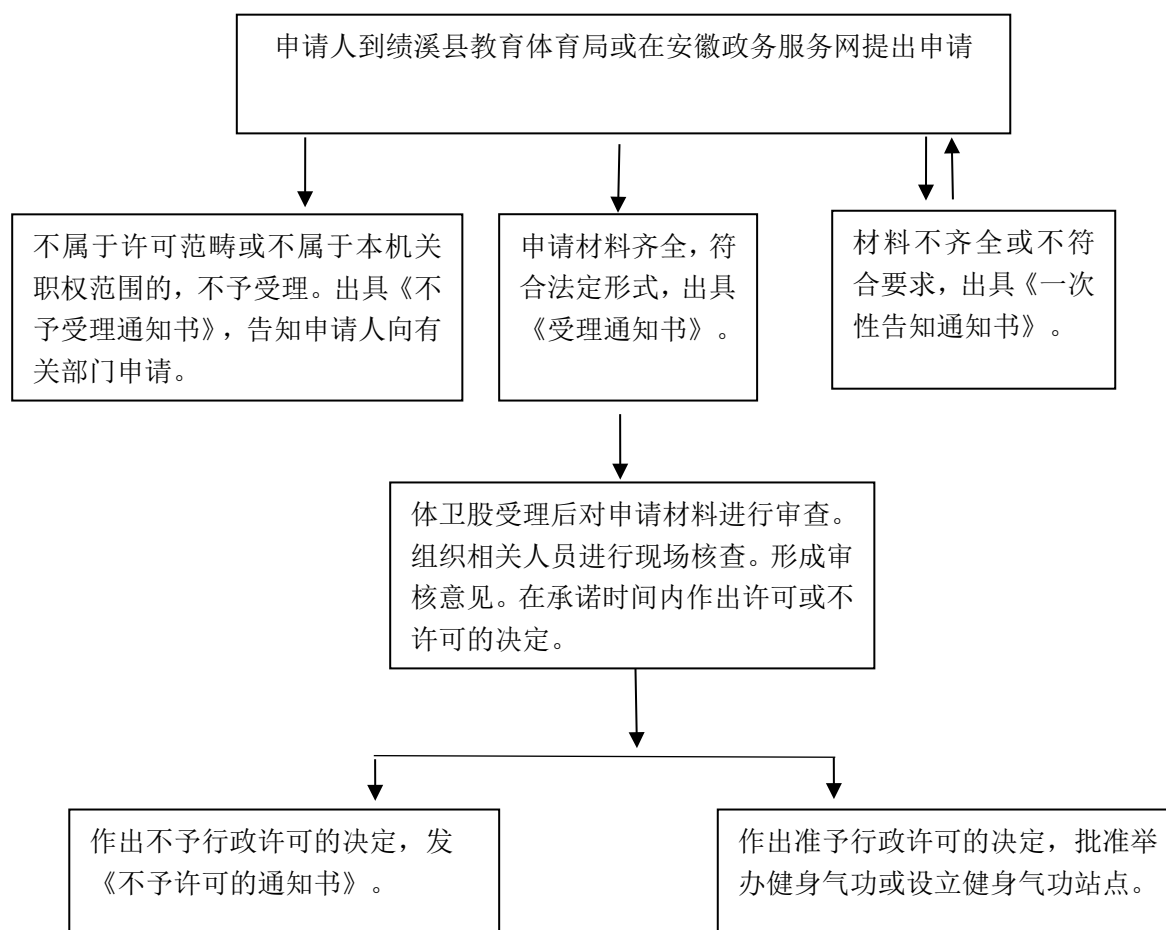 申请人到绩溪县教育体育局或在安徽政务服务网提出申请
不属于许可范畴或不属于本机关
职权范围的，不予受理。出具《不
予受理通知书》，告知申请人向有
关部门申请。
申请材料齐全，符
合法定形式，出具
《受理通知书》。
材料不齐全或不符
合要求，出具《一次
性告知通知书》。
体卫股受理后对申请材料进行审查。
组织相关人员进行现场核查。形成审
核意见。在承诺时间内作出许可或不
许可的决定。
作出不予行政许可的决定，发
《不予许可的通知书》。
作出准予行政许可的决定，批准举
办健身气功或设立健身气功站点。